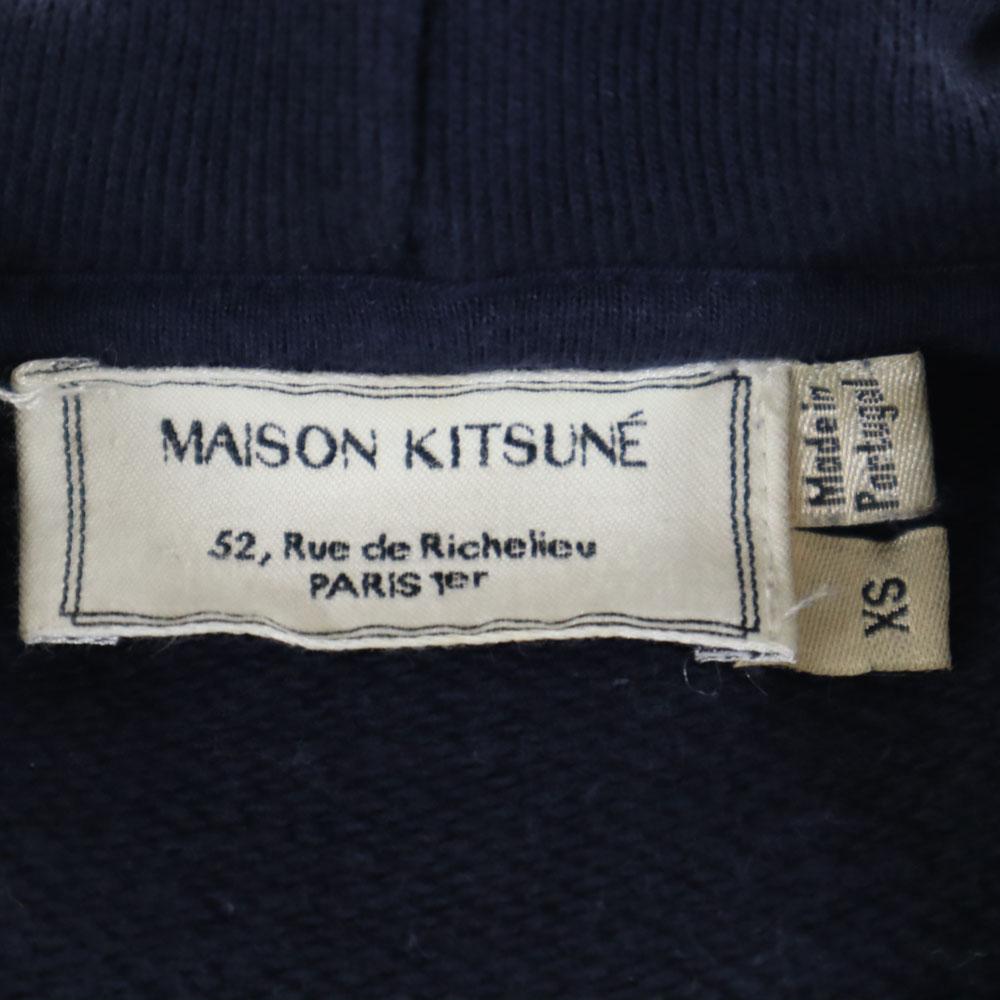 MAISON KITSUNÉ
52, Rue de Richelieu
PARIS 1er
Made in
Portugal
XS